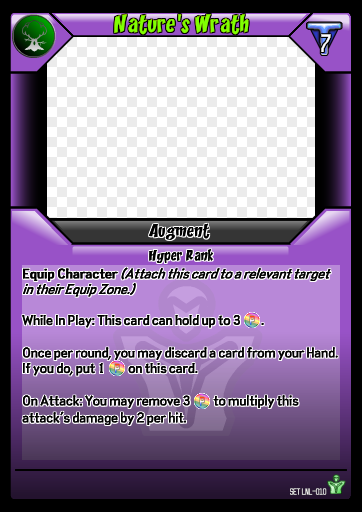 Nature's Wrath
7
Augment
Hyper Rank
Equip Character (Attach this card to a relevant target
in their Equip Zone.)
While In Play: This card can hold up to 3 .
Once per round, you may discard a card from your Hand.
If you do, put 1 on this card.
On Attack: You may remove 3 to multiply this
attack's damage by 2 per hit.
SET LNL-010